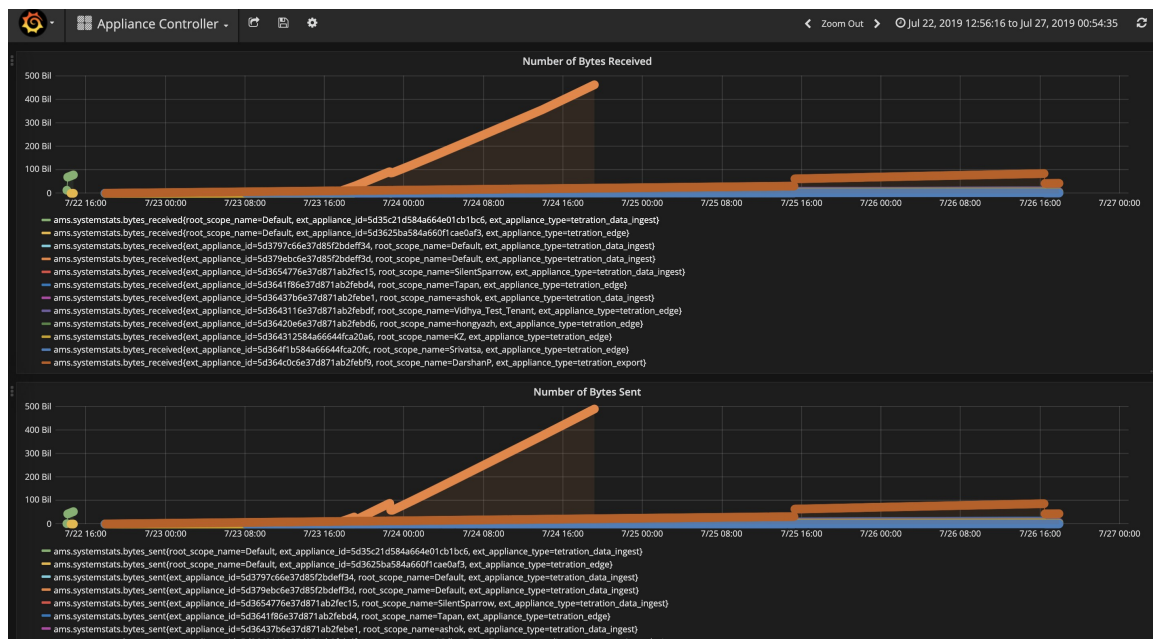 Appliance Controller
Zoom Out
Jul 22, 2019 12:56:16 to Jul 27, 2019 00:54:35
Number of Bytes Received
500 Bil
400 Bil
300 Bil
200 Bil
100 Bil
0
7/22 16:00 7/23 00:00 7/23 08:00 7/23 16:00 7/24 00:00 7/24 08:00 7/24 16:00 7/25 00:00 7/25 08:00 7/25 16:00 7/26 00:00 7/26 08:00 7/26 16:00 7/27 00:00
ams.systemstats.bytes_received{root_scope_name=Default, ext_appliance_id=5d35c21d584a664e01cb1bc6, ext_appliance_type=tetration_data_ingest}
ams.systemstats.bytes_received{root_scope_name=Default, ext_appliance_id=5d3625ba584a660f1cae0af3, ext_appliance_type=tetration_edge}
ams.systemstats.bytes_received{ext_appliance_id=5d3797c66e37d85f2bdeff34, root_scope_name=Default, ext_appliance_type=tetration_data_ingest}
ams.systemstats.bytes_received{ext_appliance_id=5d379ebc6e37d85f2bdeff3d, root_scope_name=Default, ext_appliance_type=tetration_data_ingest}
ams.systemstats.bytes_received{ext_appliance_id=5d3654776e37d871ab2fec15, root_scope_name=SilentSparrow, ext_appliance_type=tetration_data_ingest}
ams.systemstats.bytes_received{ext_appliance_id=5d3641f86e37d871ab2febd4, root_scope_name=Tapan, ext_appliance_type=tetration_edge}
ams.systemstats.bytes_received{ext_appliance_id=5d36437b6e37d871ab2febe1, root_scope_name=ashok, ext_appliance_type=tetration_data_ingest}
ams.systemstats.bytes_received{ext_appliance_id=5d3643116e37d871ab2febdf, root_scope_name=Vidhya_Test_Tenant, ext_appliance_type=tetration_edge}
ams.systemstats.bytes_received{ext_appliance_id=5d36420e6e37d871ab2febd6, root_scope_name=hongyazh, ext_appliance_type=tetration_edge}
ams.systemstats.bytes_received{ext_appliance_id=5d364312584a66644fca20a6, root_scope_name=KZ, ext_appliance_type=tetration_edge}
ams.systemstats.bytes_received{ext_appliance_id=5d364f1b584a66644fca20fc, root_scope_name=Srivatsa, ext_appliance_type=tetration_edge}
ams.systemstats.bytes_received{ext_appliance_id=5d364c0c6e37d871ab2febf9, root_scope_name=DarshanP, ext_appliance_type=tetration_export}
Number of Bytes Sent
500 Bil
400 Bil
300 Bil
200 Bil
100 Bil
0
7/22 16:00 7/23 00:00 7/23 08:00 7/23 16:00 7/24 00:00 7/24 08:00 7/24 16:00 7/25 00:00 7/25 08:00 7/25 16:00 7/26 00:00 7/26 08:00 7/26 16:00 7/27 00:00
ams.systemstats.bytes_sent{root_scope_name=Default, ext_appliance_id=5d35c21d584a664e01cb1bc6, ext_appliance_type=tetration_data_ingest}
ams.systemstats.bytes_sent{root_scope_name=Default, ext_appliance_id=5d3625ba584a660f1cae0af3, ext_appliance_type=tetration_edge}
ams.systemstats.bytes_sent{ext_appliance_id=5d3797c66e37d85f2bdeff34, root_scope_name=Default, ext_appliance_type=tetration_data_ingest}
ams.systemstats.bytes_sent{ext_appliance_id=5d379ebc6e37d85f2bdeff3d, root_scope_name=Default, ext_appliance_type=tetration_data_ingest}
ams.systemstats.bytes_sent{ext_appliance_id=5d3654776e37d871ab2fec15, root_scope_name=SilentSparrow, ext_appliance_type=tetration_data_ingest}
ams.systemstats.bytes_sent{ext_appliance_id=5d3641f86e37d871ab2febd4, root_scope_name=Tapan, ext_appliance_type=tetration_edge}
ams.systemstats.bytes_sent{ext_appliance_id=5d36437b6e37d871ab2febe1, root_scope_name=ashok, ext_appliance_type=tetration_data_ingest}